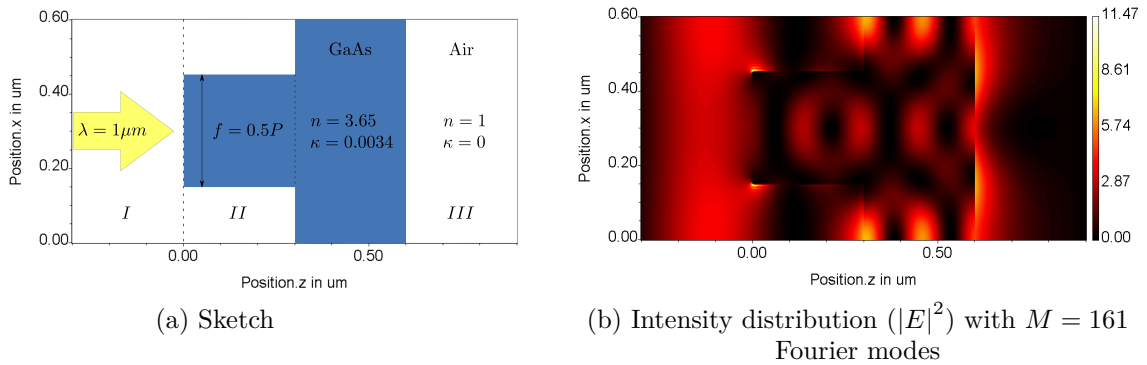 0.60
0.40
0.20
0.00
Position.x in um
GaAs
Air
λ = 1μm
f = 0.5P
n = 3.65
κ = 0.0034
n = 1
κ = 0
I
II
III
0.00
0.50
Position.z in um
(a) Sketch
0.60
0.40
0.20
0.00
Position.x in um
0.00
0.50
Position.z in um
11.47
8.61
5.74
2.87
0.00
(b) Intensity distribution (|E|²) with M = 161
Fourier modes